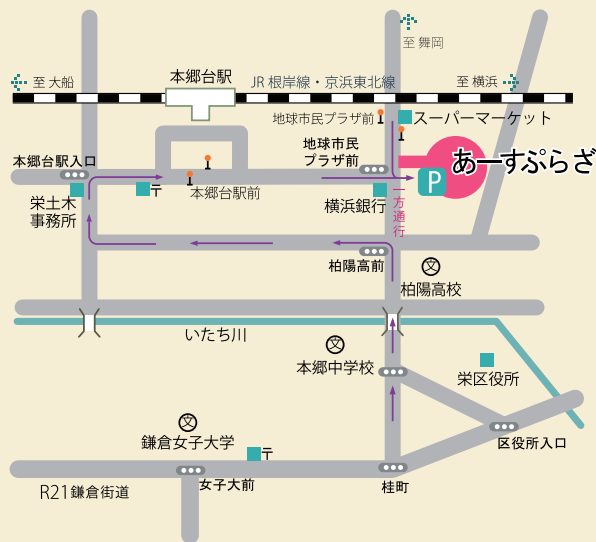 至 舞岡
至 大船
本郷台駅
JR 根岸線・京浜東北線
至 横浜
地球市民プラザ前
スーパーマーケット
地球市民
プラザ前
あーすぷらざ
本郷台駅入口
〒
本郷台駅前
P
栄土木
事務所
横浜銀行
一方通行
柏陽高前
文
柏陽高校
いたち川
文
本郷中学校
栄区役所
文
鎌倉女子大学
〒
区役所入口
R21鎌倉街道
女子大前
桂町